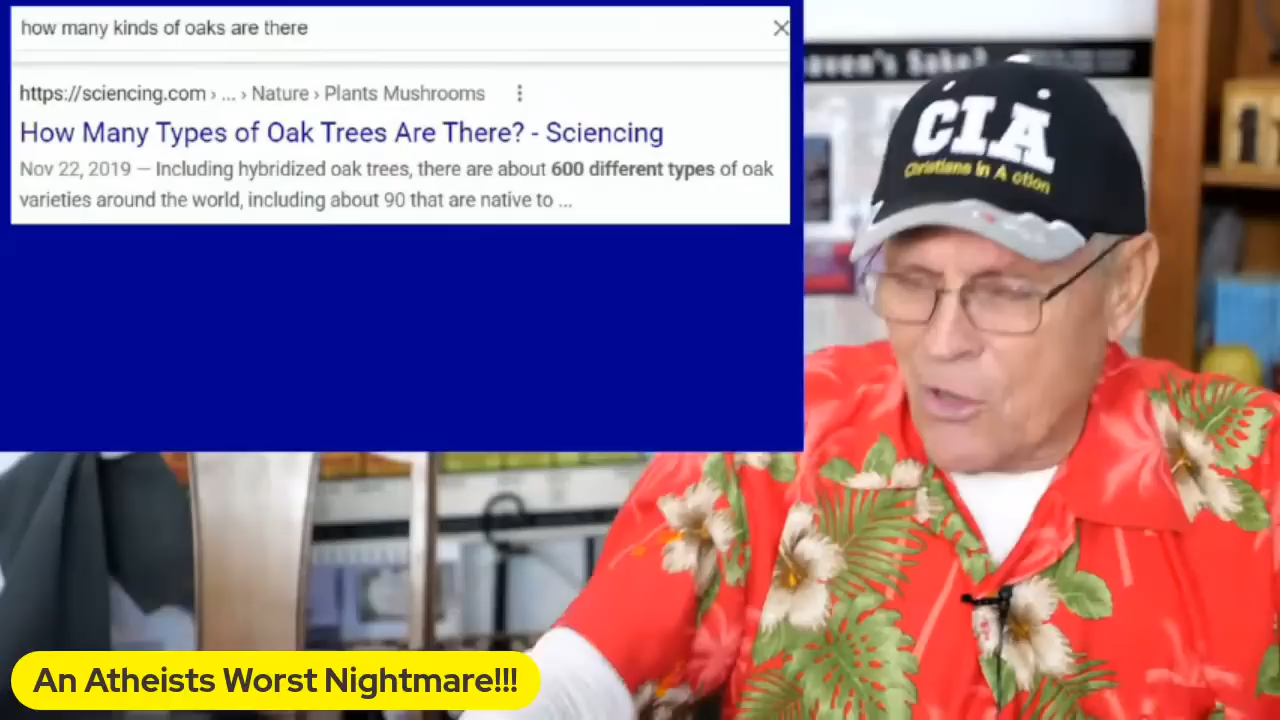 how many kinds of oaks are there
https://sciencing.com › ... › Nature › Plants Mushrooms
How Many Types of Oak Trees Are There? - Sciencing
Nov 22, 2019 — Including hybridized oak trees, there are about 600 different types of oak
varieties around the world, including about 90 that are native to ...
aven's Sake?
CIA
Christians In A ction
An Atheists Worst Nightmare!!!